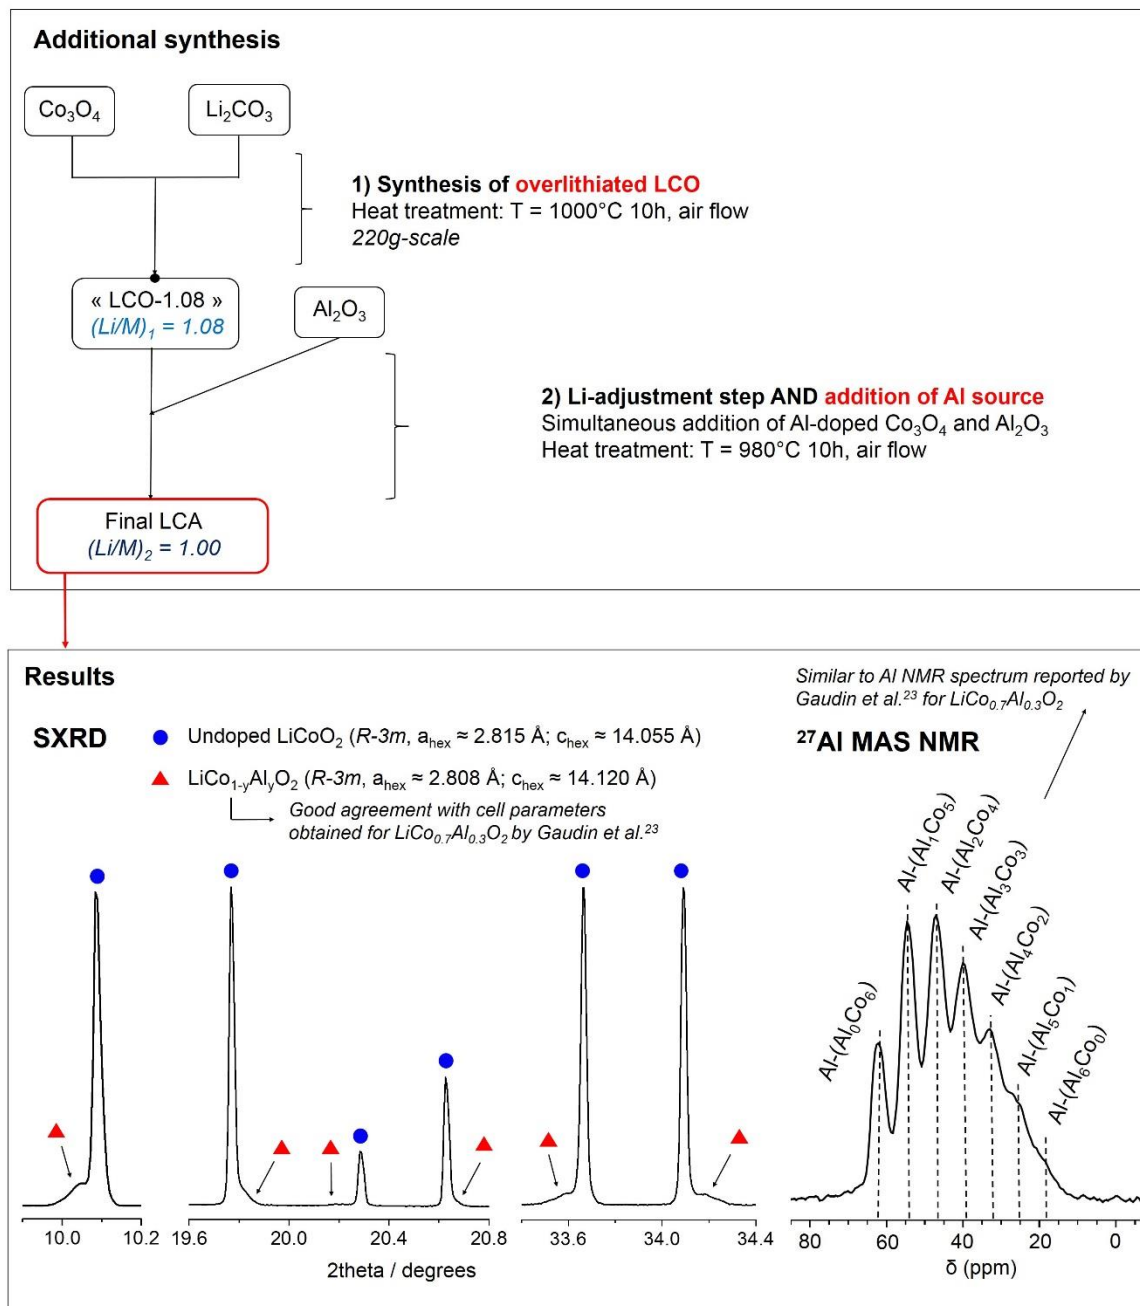 Additional synthesis
Co₃O₄
Li₂CO₃
1) Synthesis of overlithiated LCO
Heat treatment: T = 1000°C 10h, air flow
220g-scale
« LCO-1.08 »
(Li/M)₁ = 1.08
Al₂O₃
2) Li-adjustment step AND addition of Al source
Simultaneous addition of Al-doped Co₃O₄ and Al₂O₃
Heat treatment: T = 980°C 10h, air flow
Final LCA
(Li/M)₂ = 1.00
Results
SXRD
Undoped LiCoO₂ (R-3m, a_hex ≈ 2.815 Å; c_hex ≈ 14.055 Å)
LiCo₁₋ᵧAlᵧO₂ (R-3m, a_hex ≈ 2.808 Å; c_hex ≈ 14.120 Å)
Good agreement with cell parameters
obtained for LiCo₀.₇Al₀.₃O₂ by Gaudin et al.²³
10.0 10.2 19.6 20.0 20.4 20.8 33.6 34.0 34.4
2theta / degrees
Similar to Al NMR spectrum reported by
Gaudin et al.²³ for LiCo₀.₇Al₀.₃O₂
²⁷Al MAS NMR
Al-(Al₀Co₆)
Al-(Al₁Co₅)
Al-(Al₂Co₄)
Al-(Al₃Co₃)
Al-(Al₄Co₂)
Al-(Al₅Co₁)
Al-(Al₆Co₀)
80 60 40 20 0
δ (ppm)